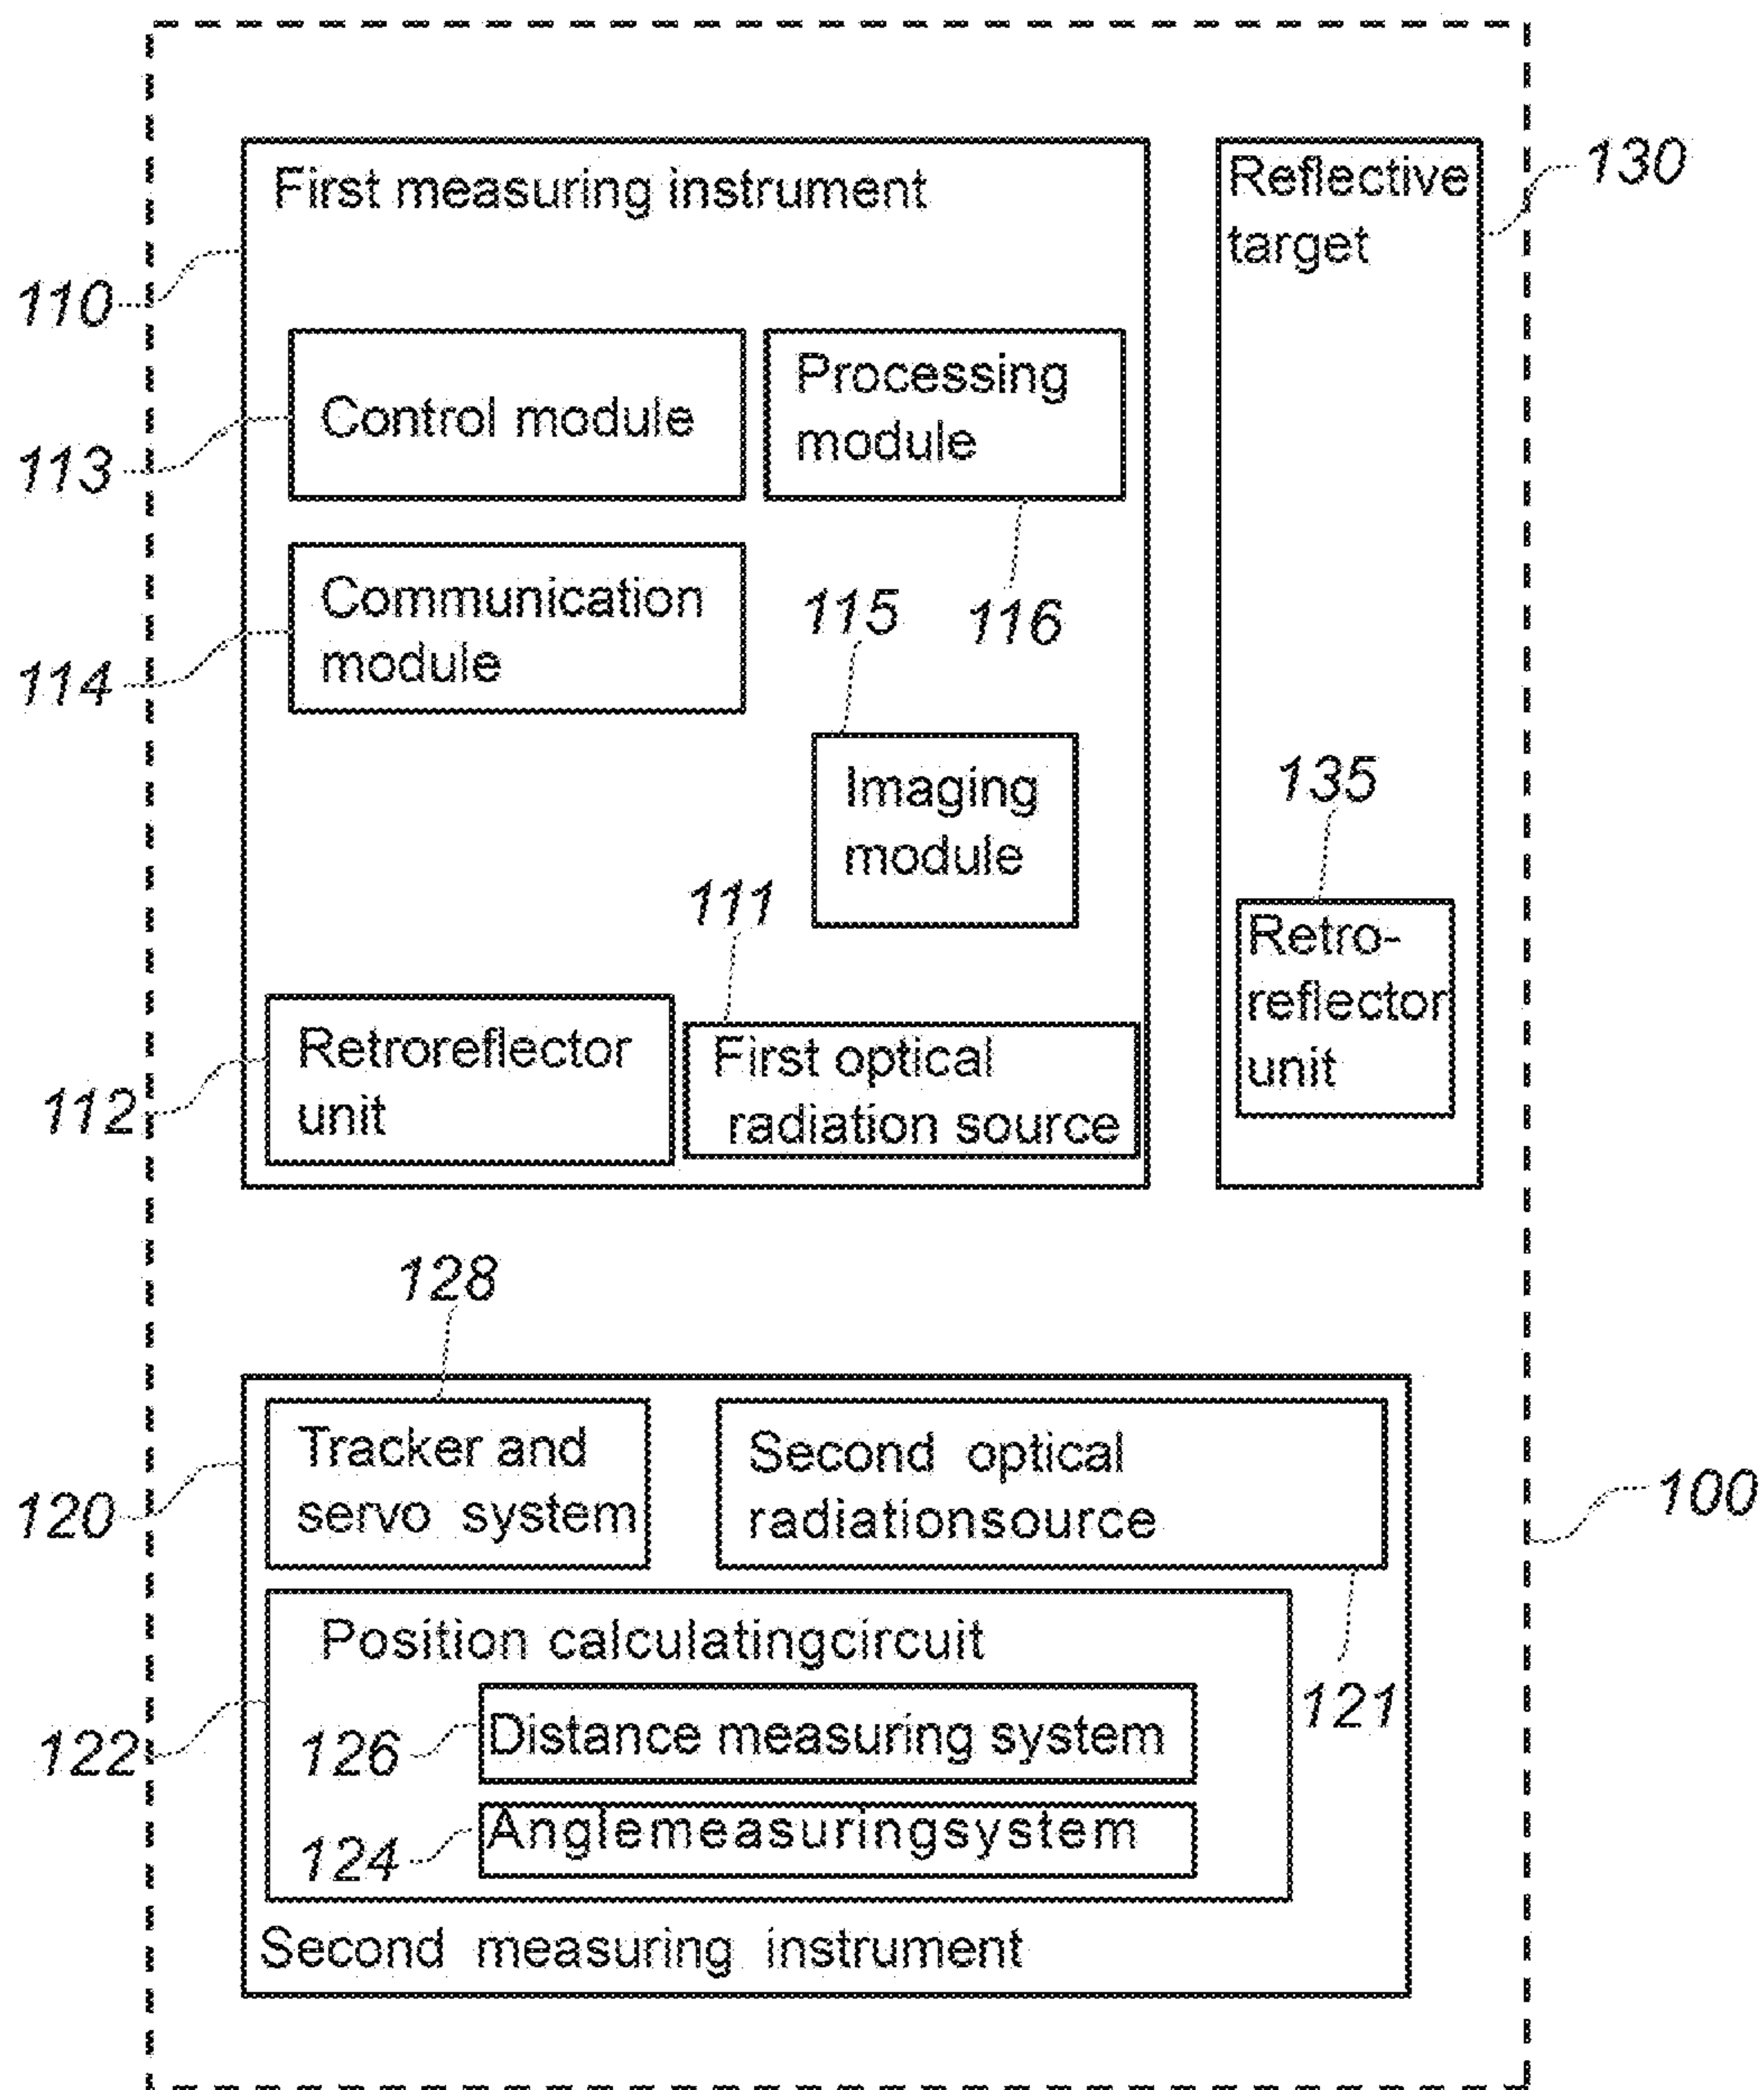 First measuring instrument
110
Control module
113
Processing
module
116
Communication
module
114
115
Imaging
module
111
Retroreflector
unit
112
First optical
radiation source
Reflective
target
130
135
Retro-
reflector
unit
128
Tracker and
servo system
120
Second optical
radiationsource
100
121
Position calculatingcircuit
122
126
Distance measuring system
124
Anglemeasuringsystem
Second measuring instrument